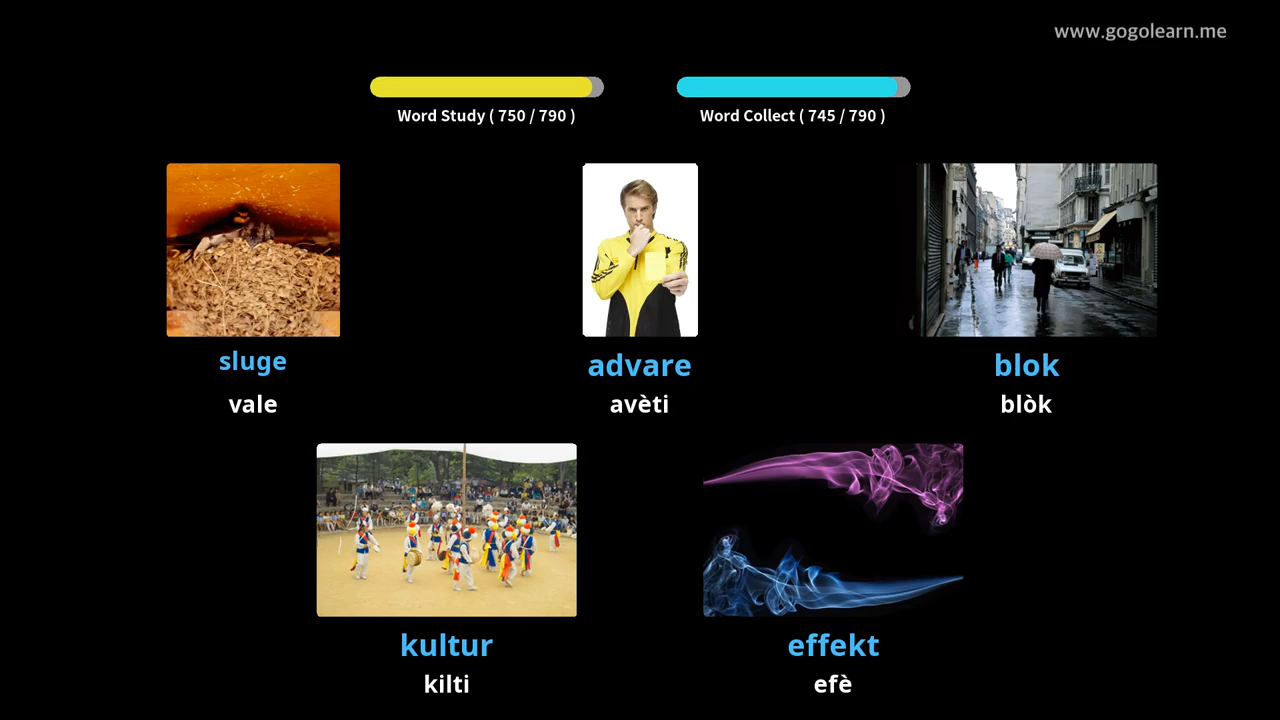 www.gogolearn.me
Word Study ( 750 / 790 )
Word Collect ( 745 / 790 )
sluge
advare
blok
vale
avèti
blòk
kultur
effekt
kilti
efè